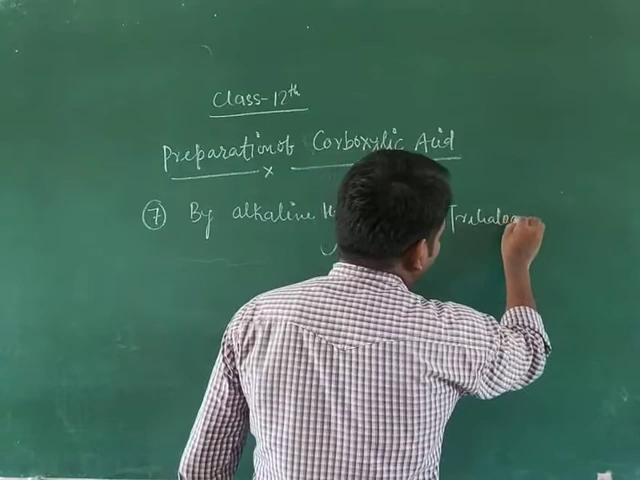 Class-12th
Preparation of Corboxylic Acid
7 By alkaline H